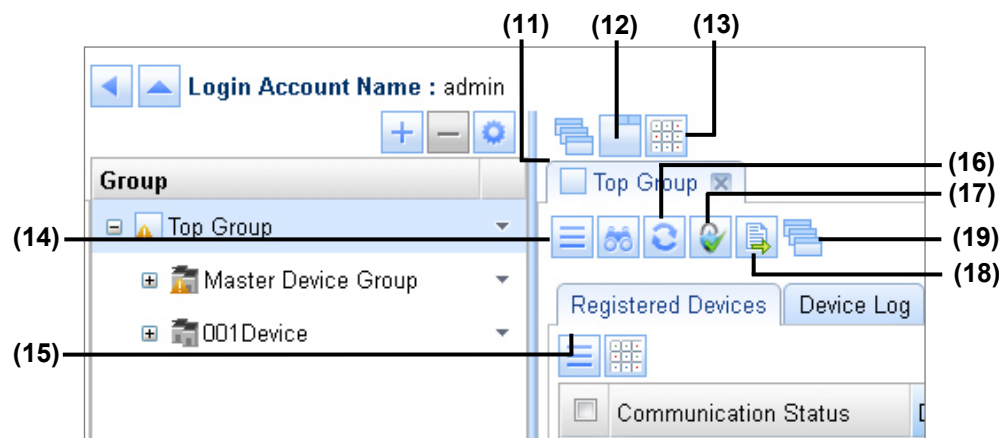 (11) (12) (13)
Login Account Name : admin
Group
Top Group
(16)
(17)
(14) Top Group
(19)
(18)
Master Device Group
Registered Devices Device Log
001Device
(15)
Communication Status